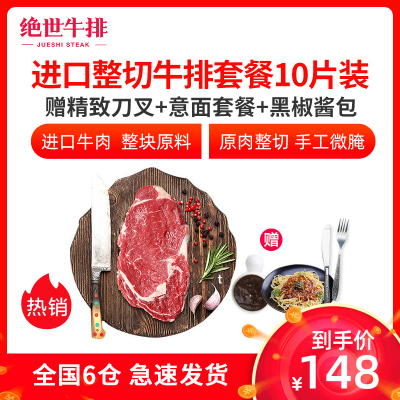 绝世牛排
JUESHI STEAK
进口整切牛排套餐10片装
赠精致刀叉+意面套餐+黑椒酱包
进口牛肉 整块原料
原肉整切 手工微腌
赠
热销
到手价
¥148
全国6仓 急速发货